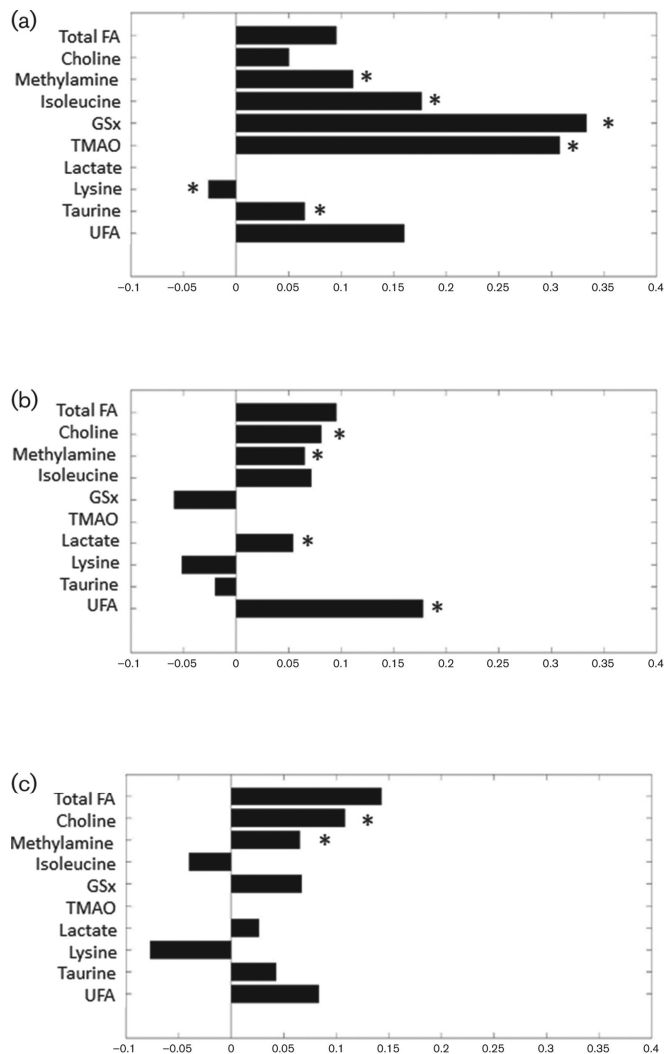 (a)
Total FA
Choline
Methylamine *
Isoleucine *
GSx *
TMAO *
Lactate
Lysine *
Taurine *
UFA
−0.1 −0.05 0 0.05 0.1 0.15 0.2 0.25 0.3 0.35 0.4
(b)
Total FA
Choline *
Methylamine *
Isoleucine
GSx
TMAO
Lactate *
Lysine
Taurine
UFA *
−0.1 −0.05 0 0.05 0.1 0.15 0.2 0.25 0.3 0.35 0.4
(c)
Total FA
Choline *
Methylamine *
Isoleucine
GSx
TMAO
Lactate
Lysine
Taurine
UFA
−0.1 −0.05 0 0.05 0.1 0.15 0.2 0.25 0.3 0.35 0.4